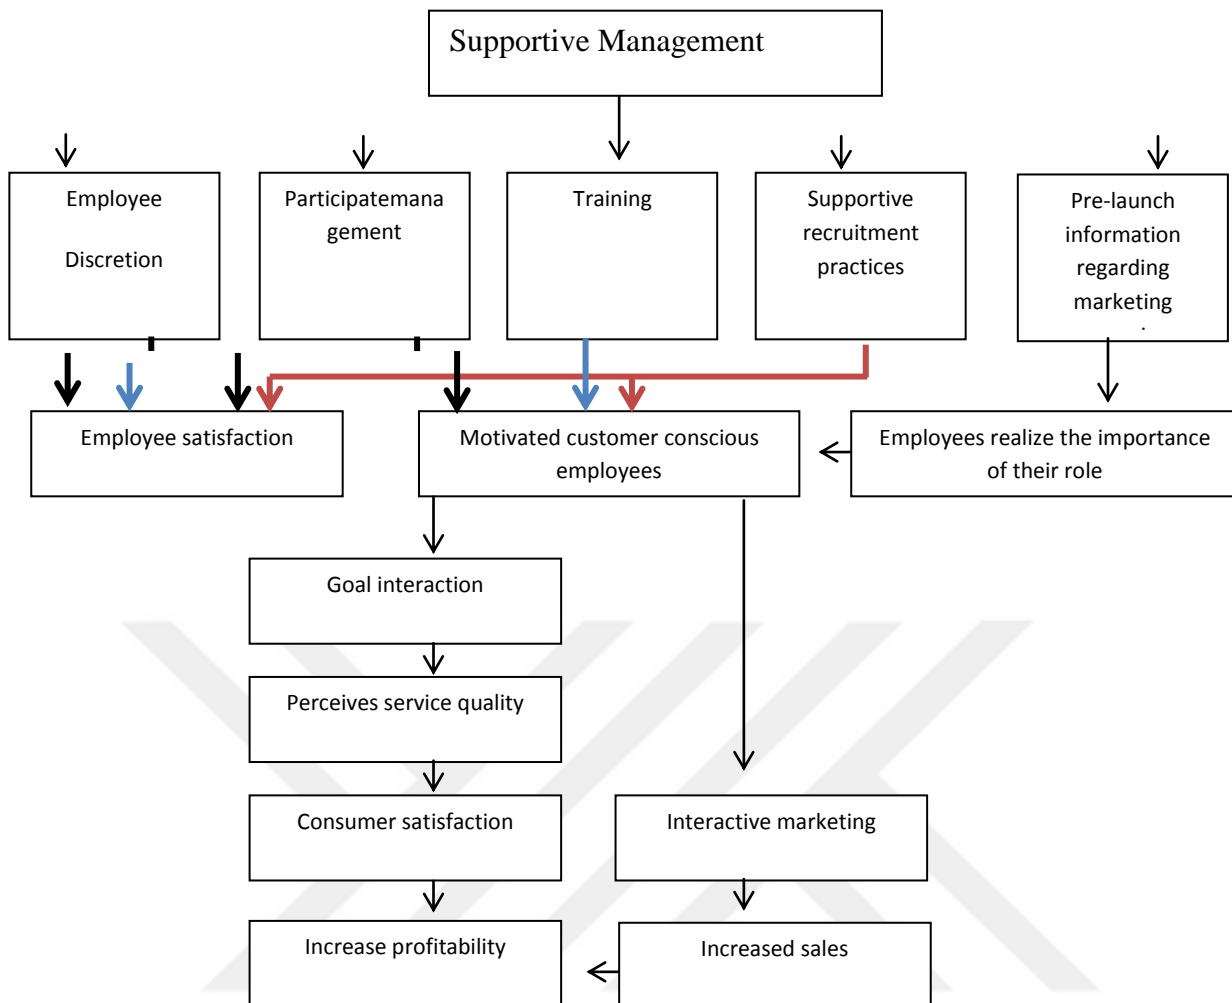 Supportive Management
Employee
Discretion
Participatemana
gement
Training
Supportive
recruitment
practices
Pre-launch
information
regarding
marketing
Employee satisfaction
Motivated customer conscious
employees
Employees realize the importance
of their role
Goal interaction
Perceives service quality
Consumer satisfaction
Interactive marketing
Increase profitability
Increased sales